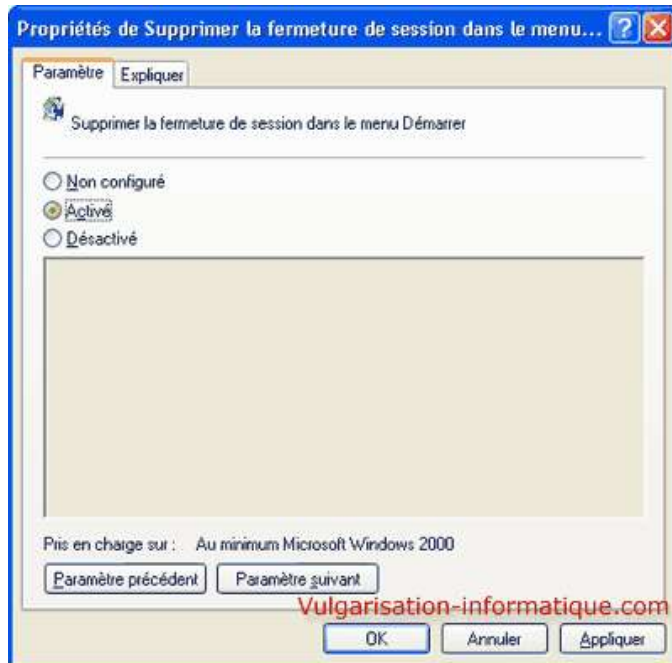 Propriétés de Supprimer la fermeture de session dans le menu...
Paramètre
Expliquer
Supprimer la fermeture de session dans le menu Démarrer
Non configuré
Activé
Désactivé
Pris en charge sur : Au minimum Microsoft Windows 2000
Paramètre précédent
Paramètre suivant
Vulgarisation-informatique.com
OK
Annuler
Appliquer